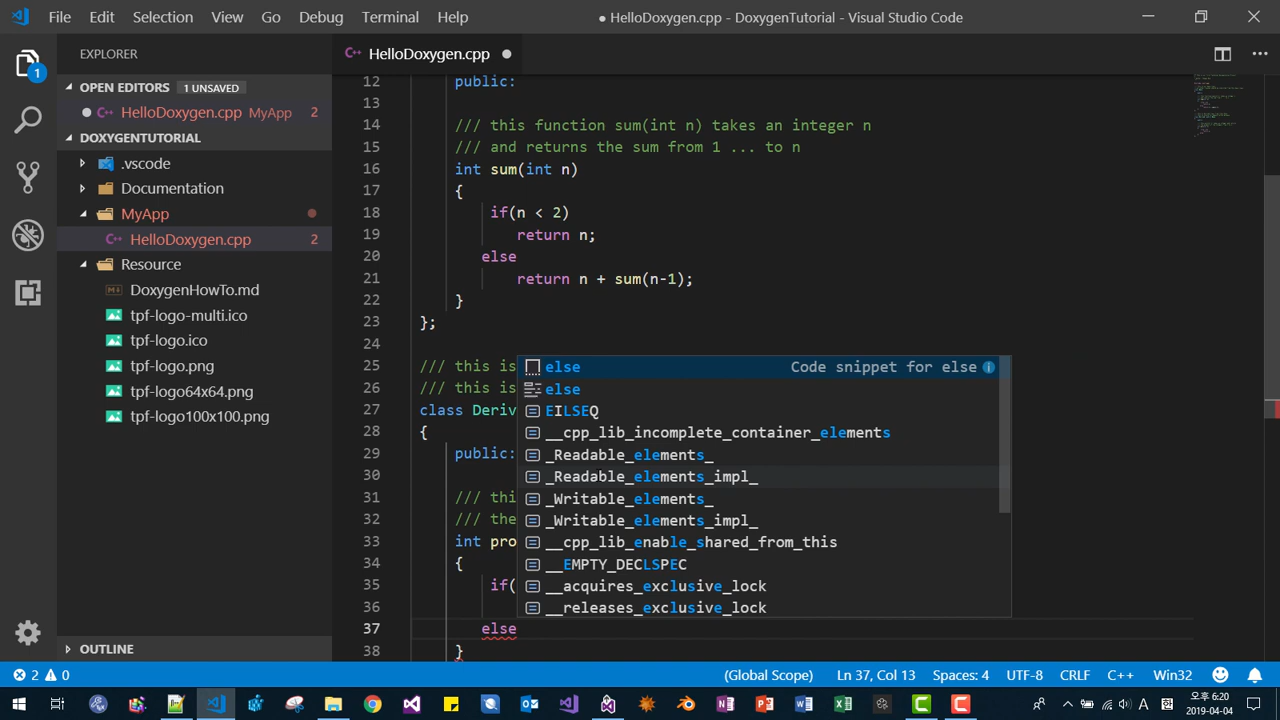 File Edit Selection View Go Debug Terminal Help
● HelloDoxygen.cpp - DoxygenTutorial - Visual Studio Code
EXPLORER
HelloDoxygen.cpp
1
OPEN EDITORS 1 UNSAVED
HelloDoxygen.cpp MyApp 2
DOXYGENTUTORIAL
.vscode
Documentation
MyApp
HelloDoxygen.cpp 2
Resource
DoxygenHowTo.md
tpf-logo-multi.ico
tpf-logo.ico
tpf-logo.png
tpf-logo64x64.png
tpf-logo100x100.png
OUTLINE
12 public:
13
14 /// this function sum(int n) takes an integer n
15 /// and returns the sum from 1 ... to n
16 int sum(int n)
17 {
18 if(n < 2)
19 return n;
20 else
21 return n + sum(n-1);
22 }
23 };
24
25 /// this is
26 /// this is
27 class Deriv
28 {
29 public:
30
31 /// thi
32 /// the
33 int pro
34 {
35 if(
36
37 else
38 }
else Code snippet for else
else
EILSEQ
__cpp_lib_incomplete_container_elements
_Readable_elements_
_Readable_elements_impl_
_Writable_elements_
_Writable_elements_impl_
__cpp_lib_enable_shared_from_this
__EMPTY_DECLSPEC
__acquires_exclusive_lock
__releases_exclusive_lock
2 0 (Global Scope) Ln 37, Col 13 Spaces: 4 UTF-8 CRLF C++ Win32
A 오후 6:20
2019-04-04